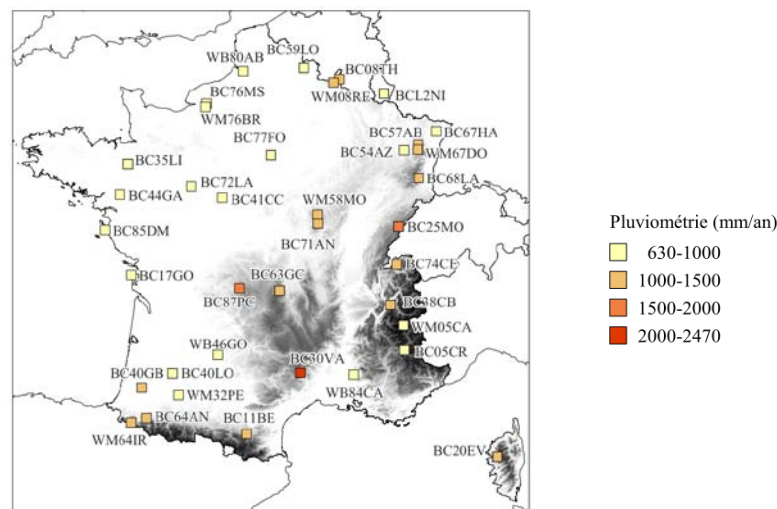 BC59LO
WB80AB
BC08TH
WM08RE
BCL2NI
BC76MS
WM76BR
BC77FO
BC57AB
BC67HA
BC54AZ
WM67DO
BC35LI
BC68LA
BC72LA
BC44GA
BC41CC
WM58MO
BC85DM
BC71AN
BC25MO
BC17GO
BC63GC
BC74CE
BC87PC
BC38CB
WM05CA
WB46GO
BC05CR
BC30VA
BC40GB
BC40LO
WB84CA
WM32PE
BC64AN
BC11BE
WM64IR
BC20EV
Pluviométrie (mm/an)
630-1000
1000-1500
1500-2000
2000-2470